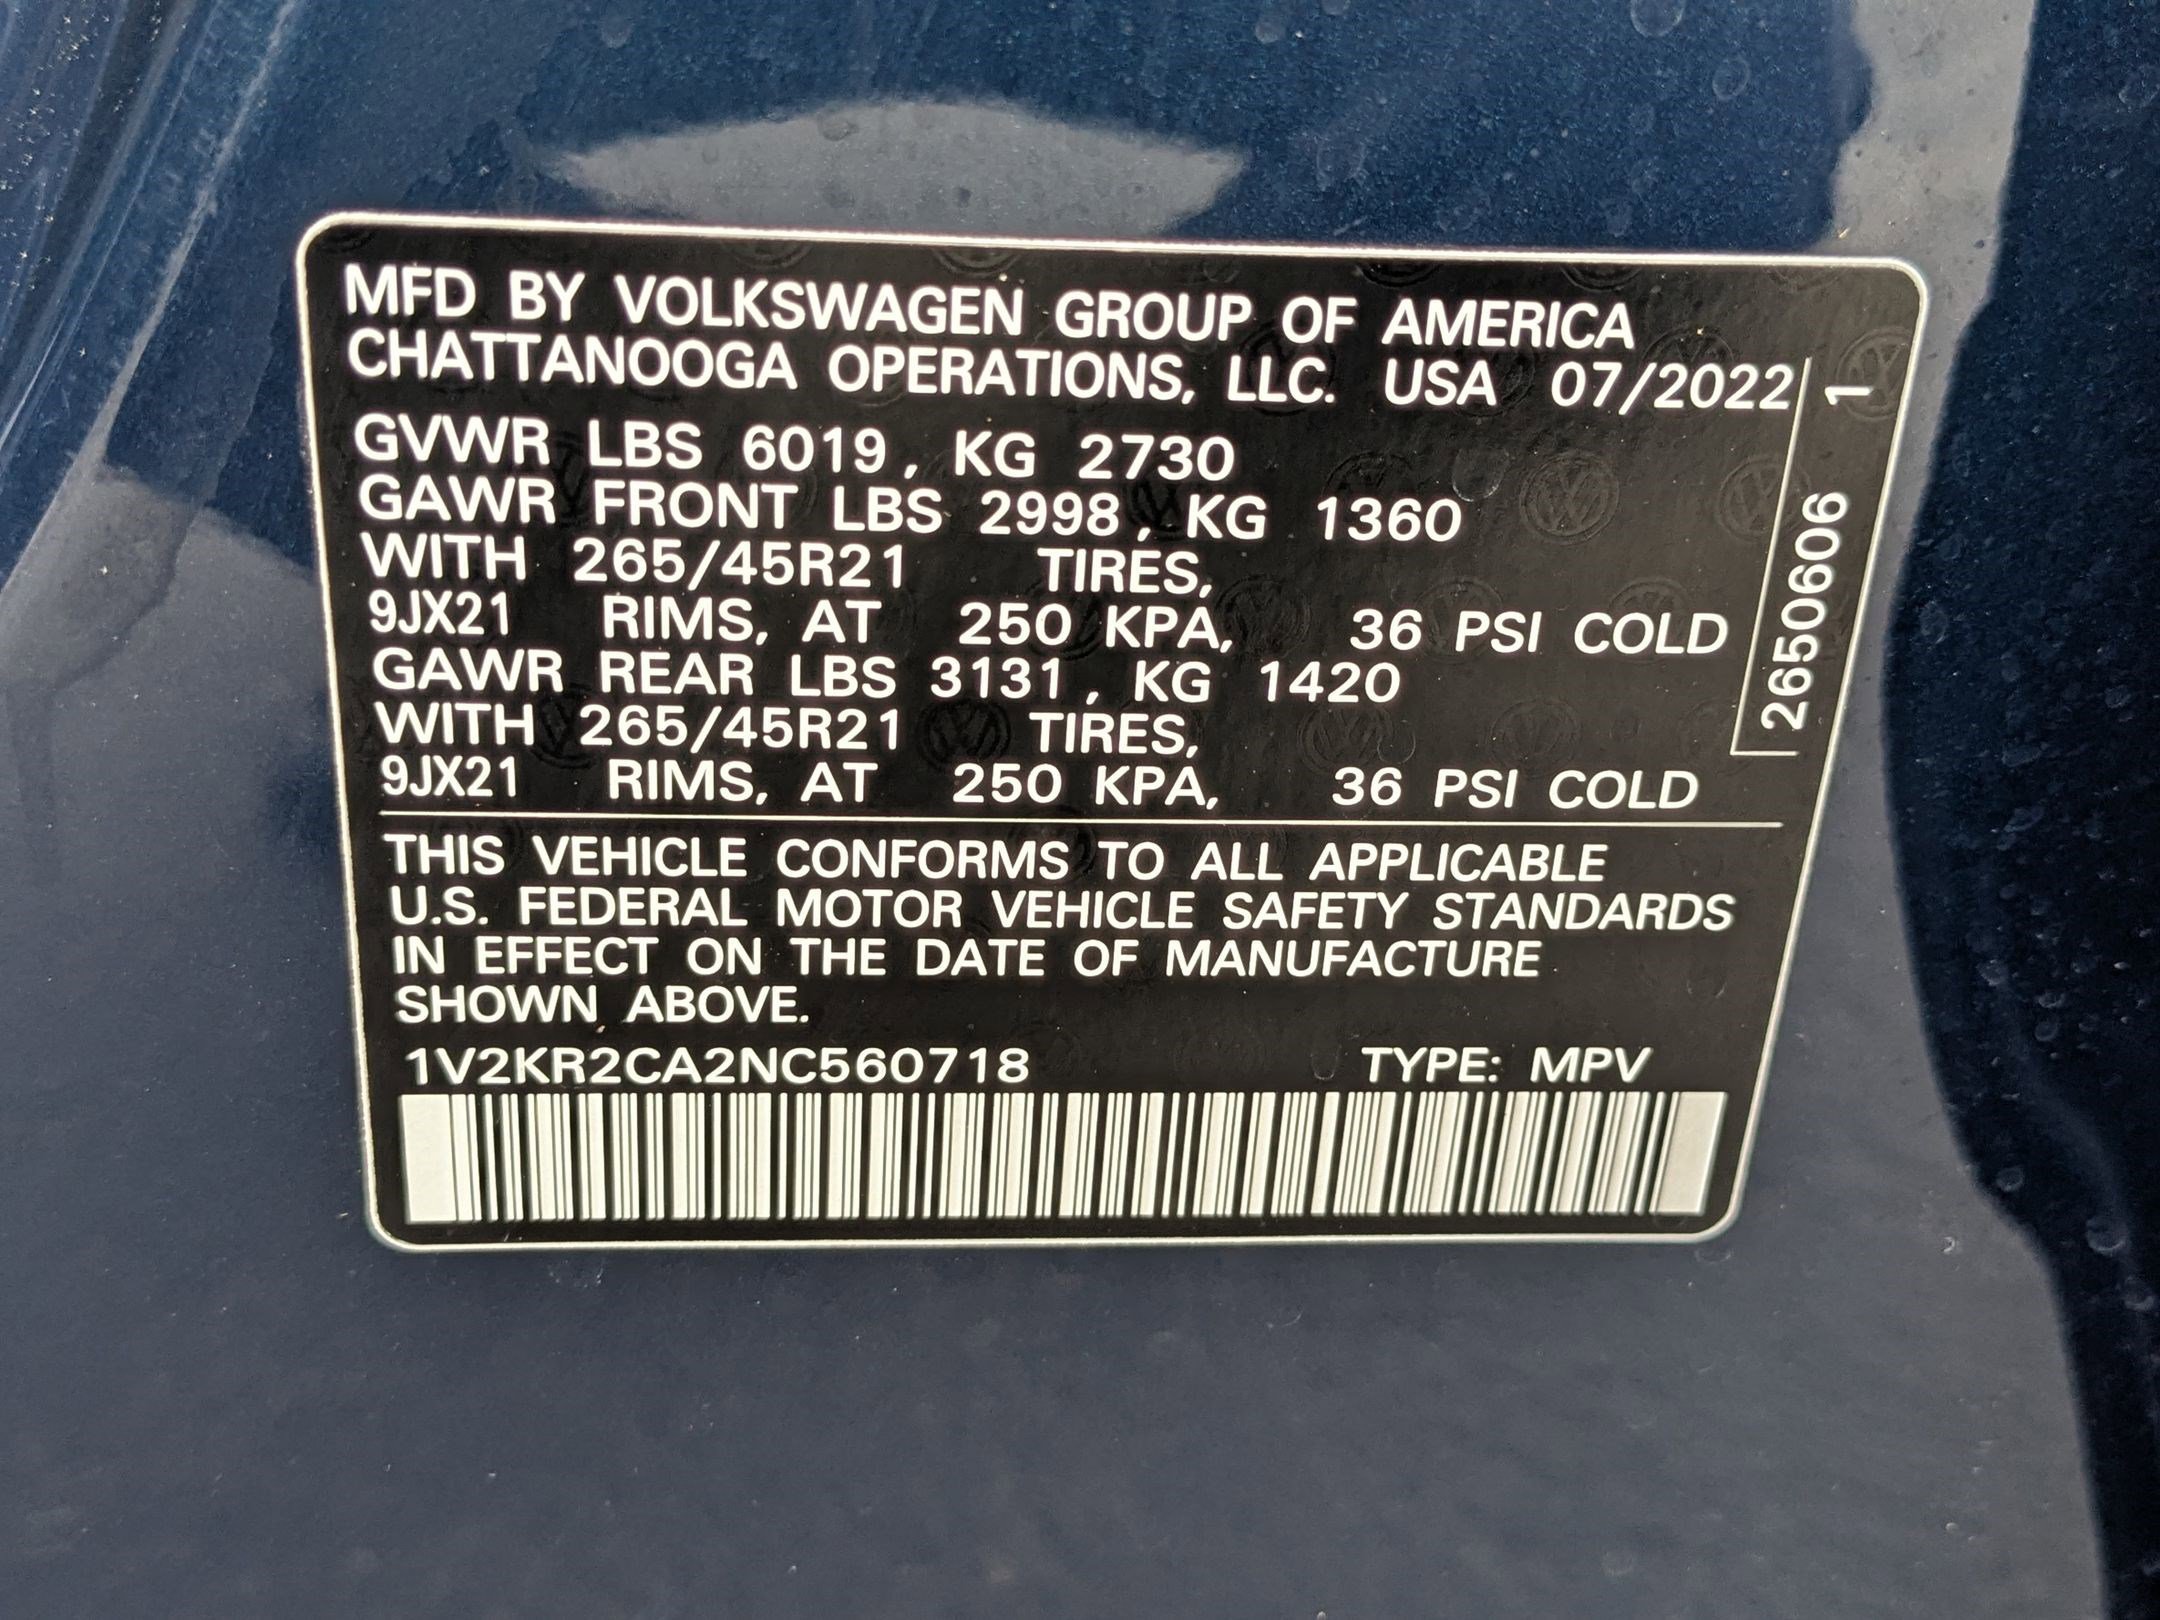 MFD BY VOLKSWAGEN GROUP OF AMERICA
CHATTANOOGA OPERATIONS, LLC. USA 07/2022
GVWR LBS 6019, KG 2730
GAWR FRONT LBS 2998, KG 1360
WITH 265/45R21 TIRES,
9JX21 RIMS, AT 250 KPA, 36 PSI COLD
GAWR REAR LBS 3131, KG 1420
WITH 265/45R21 TIRES,
9JX21 RIMS, AT 250 KPA, 36 PSI COLD
2650606 1
THIS VEHICLE CONFORMS TO ALL APPLICABLE
U.S. FEDERAL MOTOR VEHICLE SAFETY STANDARDS
IN EFFECT ON THE DATE OF MANUFACTURE
SHOWN ABOVE.
1V2KR2CA2NC560718 TYPE: MPV